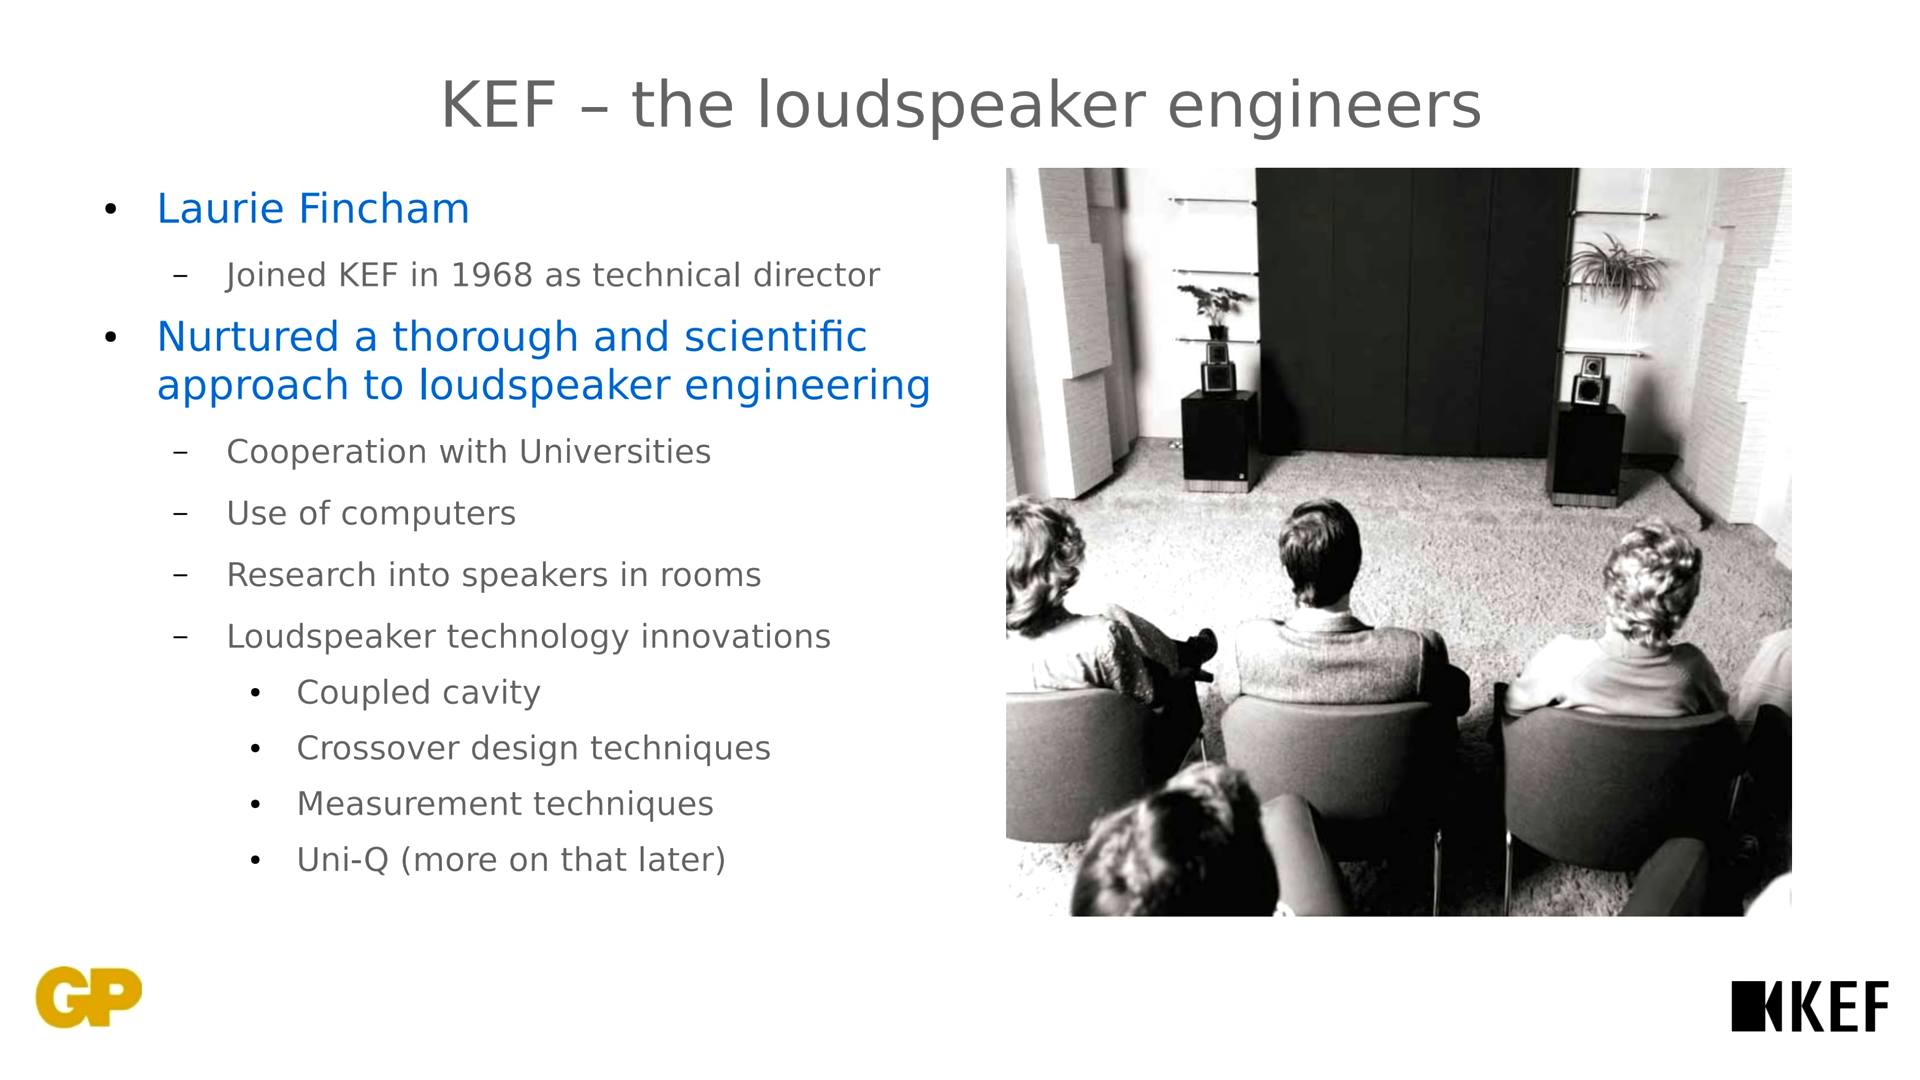 KEF – the loudspeaker engineers
• Laurie Fincham
– Joined KEF in 1968 as technical director
• Nurtured a thorough and scientific
approach to loudspeaker engineering
– Cooperation with Universities
– Use of computers
– Research into speakers in rooms
– Loudspeaker technology innovations
• Coupled cavity
• Crossover design techniques
• Measurement techniques
• Uni-Q (more on that later)
GP
KEF